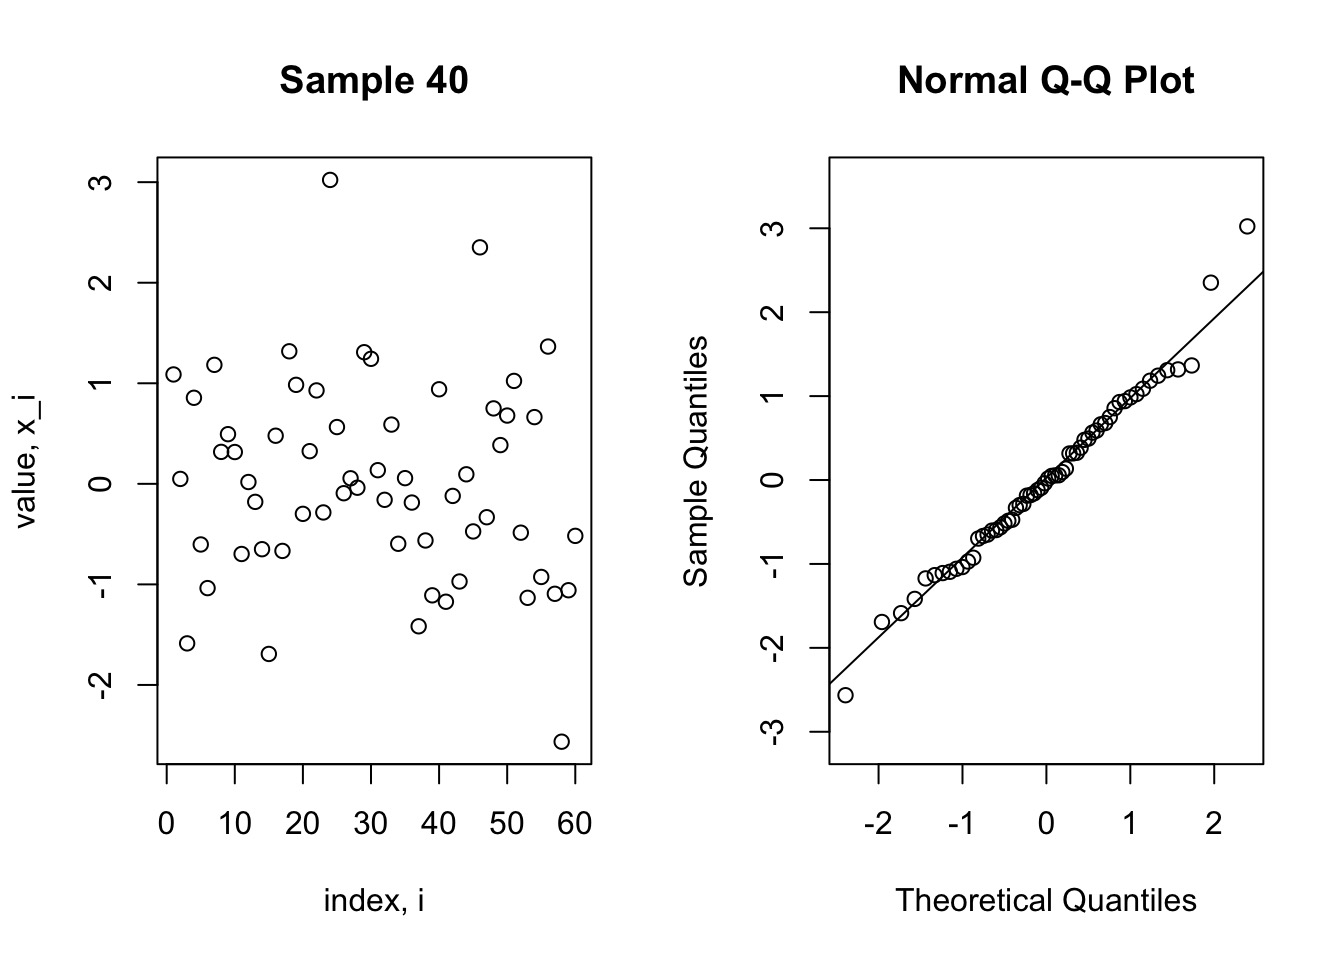 Sample 40
value, x_i
3
2
1
0
-1
-2
0 10 20 30 40 50 60
index, i
Normal Q-Q Plot
Sample Quantiles
3
2
1
0
-1
-2
-3
-2 -1 0 1 2
Theoretical Quantiles